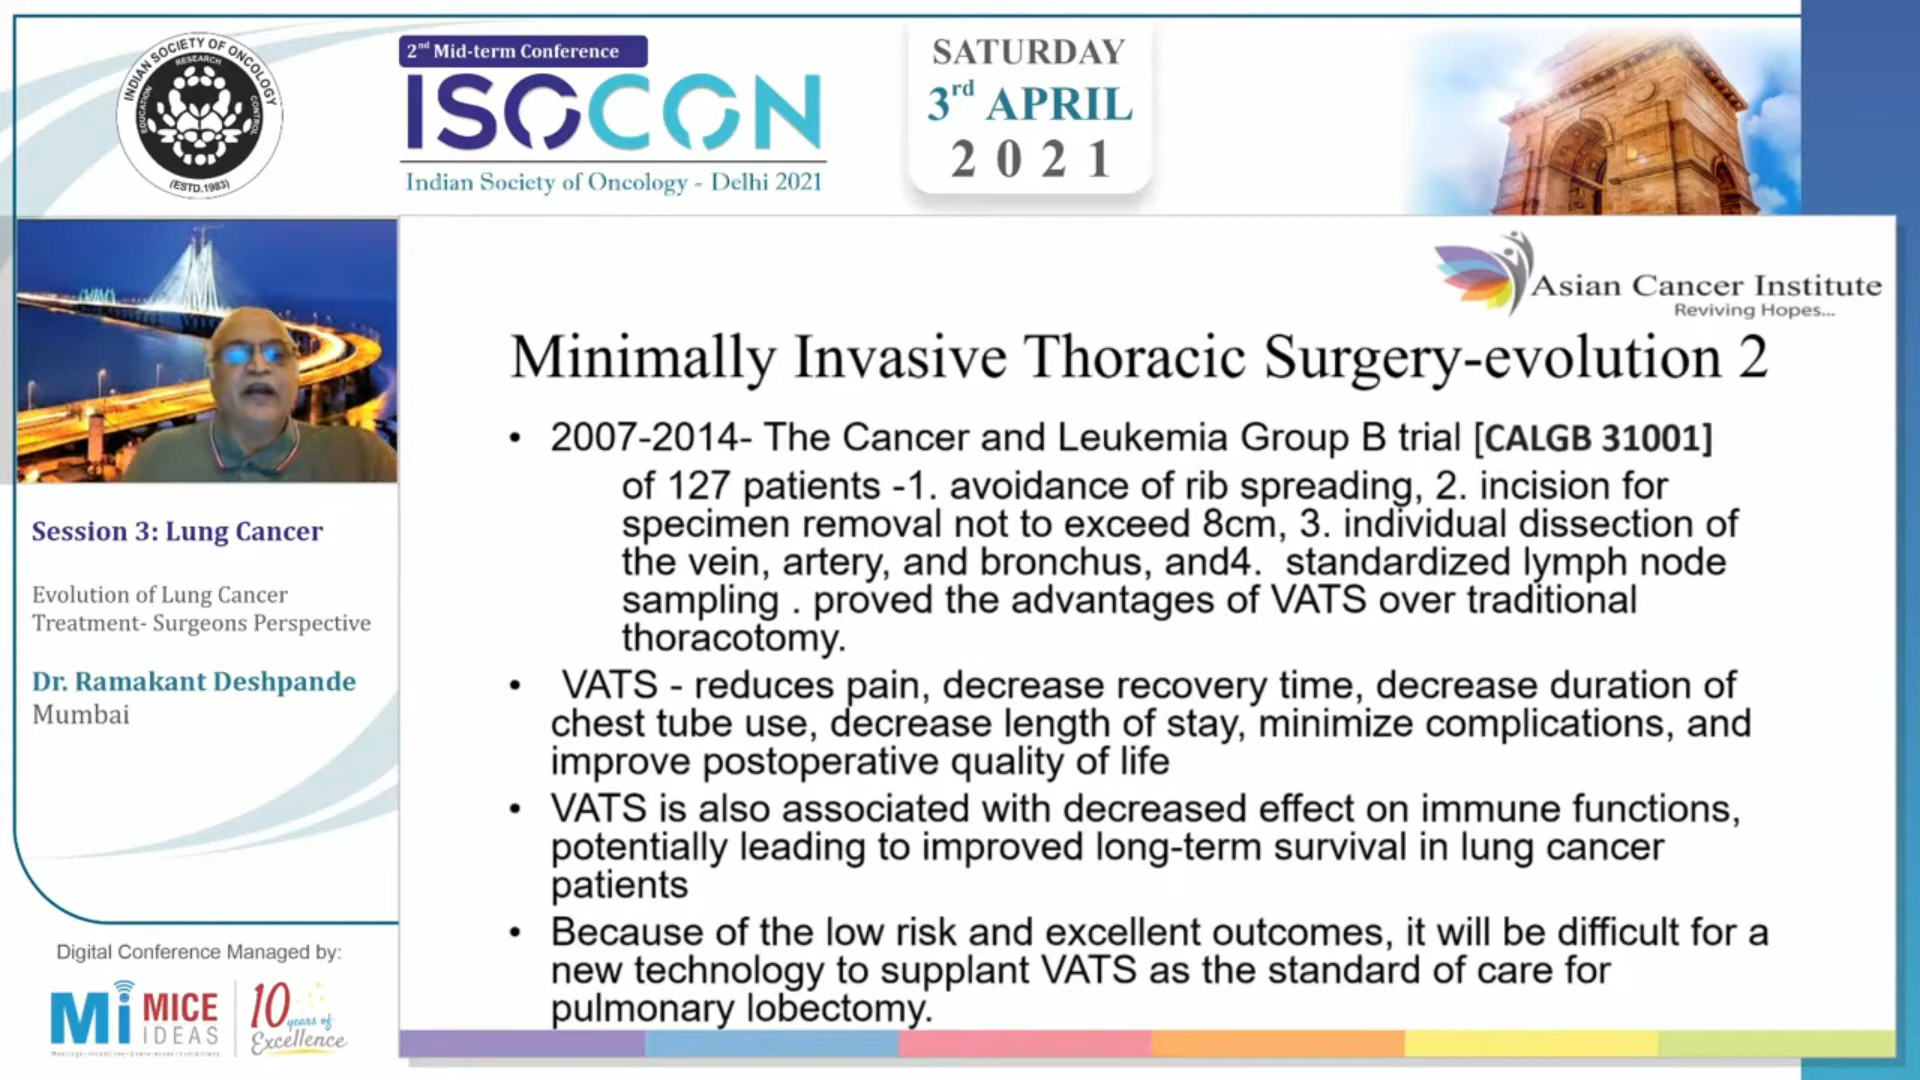 INDIAN SOCIETY OF ONCOLOGY
RESEARCH
EDUCATION
CONTROL
(ESTD.1983)
2nd Mid-term Conference
ISOCON
Indian Society of Oncology - Delhi 2021
SATURDAY
3rd APRIL
2021
Asian Cancer Institute
Reviving Hopes...
Session 3: Lung Cancer
Evolution of Lung Cancer
Treatment- Surgeons Perspective
Dr. Ramakant Deshpande
Mumbai
Digital Conference Managed by:
Mi MICE
IDEAS
10
years of
Excellence
Minimally Invasive Thoracic Surgery-evolution 2
• 2007-2014- The Cancer and Leukemia Group B trial [CALGB 31001]
of 127 patients -1. avoidance of rib spreading, 2. incision for
specimen removal not to exceed 8cm, 3. individual dissection of
the vein, artery, and bronchus, and4. standardized lymph node
sampling . proved the advantages of VATS over traditional
thoracotomy.
• VATS - reduces pain, decrease recovery time, decrease duration of
chest tube use, decrease length of stay, minimize complications, and
improve postoperative quality of life
• VATS is also associated with decreased effect on immune functions,
potentially leading to improved long-term survival in lung cancer
patients
• Because of the low risk and excellent outcomes, it will be difficult for a
new technology to supplant VATS as the standard of care for
pulmonary lobectomy.